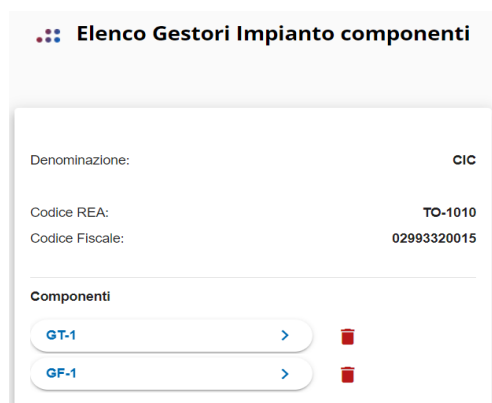 Elenco Gestori Impianto componenti
Denominazione: CIC
Codice REA: TO-1010
Codice Fiscale: 02993320015
Componenti
GT-1
GF-1